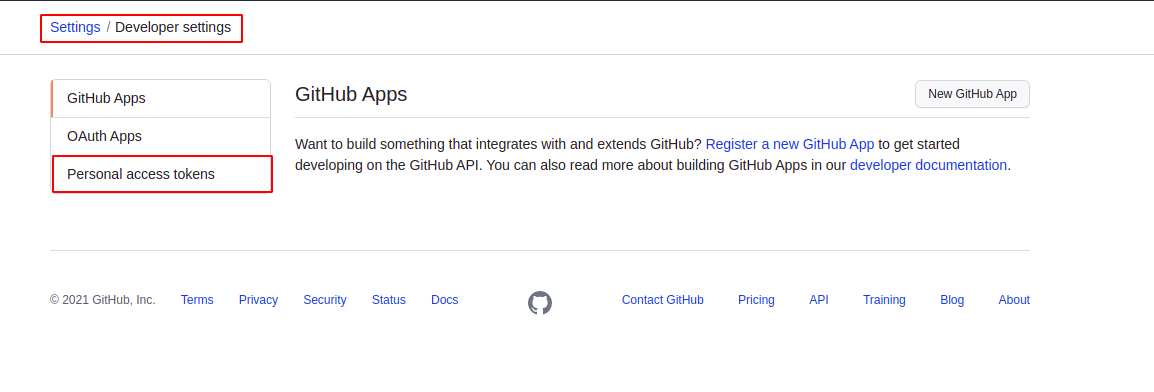 Settings / Developer settings
GitHub Apps
OAuth Apps
Personal access tokens
GitHub Apps
New GitHub App
Want to build something that integrates with and extends GitHub? Register a new GitHub App to get started
developing on the GitHub API. You can also read more about building GitHub Apps in our developer documentation.
© 2021 GitHub, Inc. Terms Privacy Security Status Docs Contact GitHub Pricing API Training Blog About